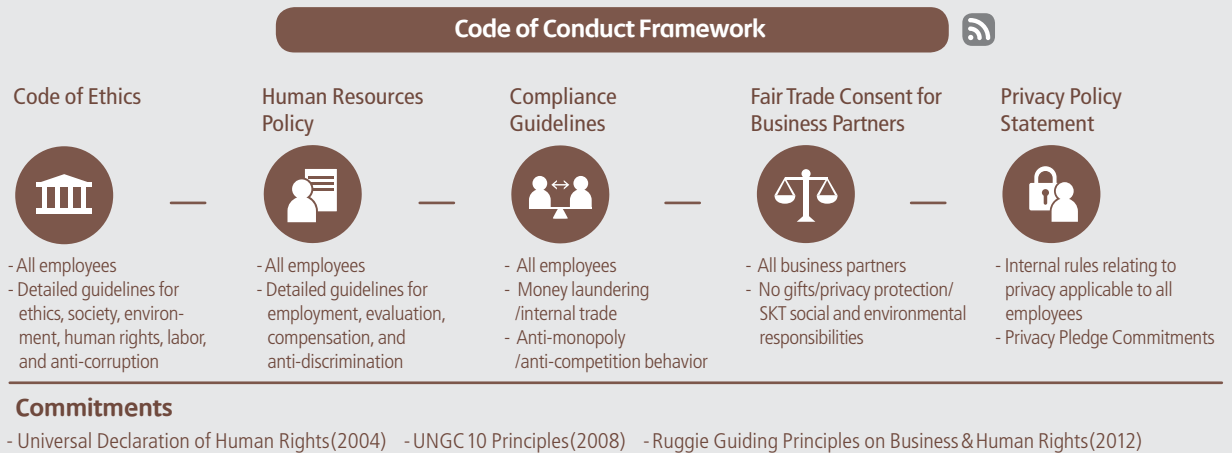 Code of Conduct Framework
Code of Ethics
- All employees
- Detailed guidelines for
ethics, society, environ-
ment, human rights, labor,
and anti-corruption
Human Resources
Policy
- All employees
- Detailed guidelines for
employment, evaluation,
compensation, and
anti-discrimination
Compliance
Guidelines
- All employees
- Money laundering
/internal trade
- Anti-monopoly
/anti-competition behavior
Fair Trade Consent for
Business Partners
- All business partners
- No gifts/privacy protection/
SKT social and environmental
responsibilities
Privacy Policy
Statement
- Internal rules relating to
privacy applicable to all
employees
- Privacy Pledge Commitments
Commitments
- Universal Declaration of Human Rights(2004) - UNGC 10 Principles(2008) - Ruggie Guiding Principles on Business & Human Rights(2012)